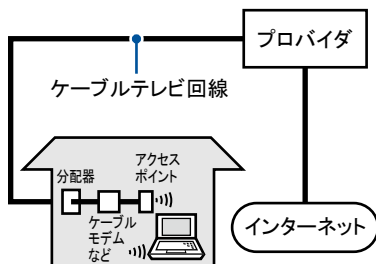 プロバイダ
ケーブルテレビ回線
分配器
アクセス
ポイント
ケーブル
モデム
など
インターネット